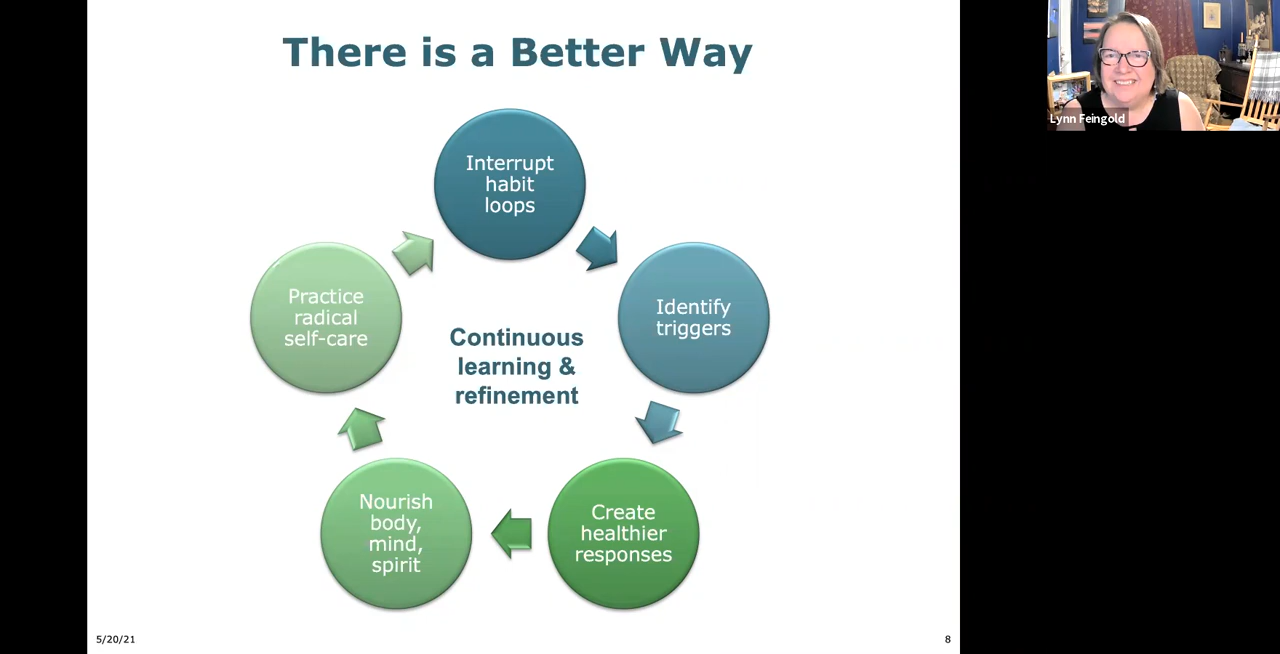 There is a Better Way
Lynn Feingold
Interrupt
habit
loops
Identify
triggers
Create
healthier
responses
Nourish
body,
mind,
spirit
Practice
radical
self-care
Continuous
learning &
refinement
5/20/21
8